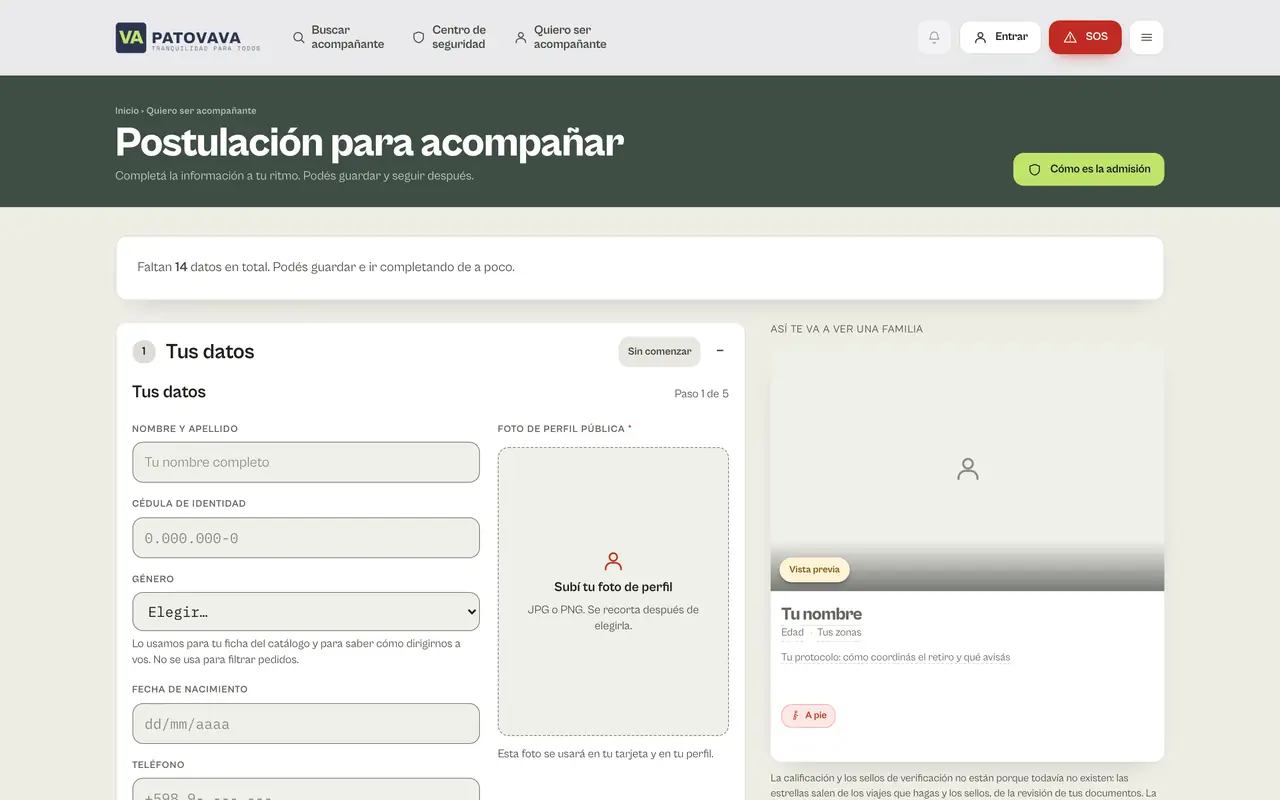 VA PATOVAVA
TRANQUILIDAD PARA TODOS
Buscar
acompañante
Centro de
seguridad
Quiero ser
acompañante
Entrar
SOS
Inicio › Quiero ser acompañante
Postulación para acompañar
Completá la información a tu ritmo. Podés guardar y seguir después.
Cómo es la admisión
Faltan 14 datos en total. Podés guardar e ir completando de a poco.
1 Tus datos
Sin comenzar
−
Tus datos
Paso 1 de 5
NOMBRE Y APELLIDO
Tu nombre completo
CÉDULA DE IDENTIDAD
0.000.000-0
GÉNERO
Elegir…
Lo usamos para tu ficha del catálogo y para saber cómo dirigirnos a
vos. No se usa para filtrar pedidos.
FECHA DE NACIMIENTO
dd/mm/aaaa
TELÉFONO
+598 9- --- ---
FOTO DE PERFIL PÚBLICA *
Subí tu foto de perfil
JPG o PNG. Se recorta después de
elegirla.
Esta foto se usará en tu tarjeta y en tu perfil.
ASÍ TE VA A VER UNA FAMILIA
Vista previa
Tu nombre
Edad · Tus zonas
Tu protocolo: cómo coordinás el retiro y qué avisás
A pie
La calificación y los sellos de verificación no están porque todavía no existen: las
estrellas salen de los viajes que hagas y los sellos, de la revisión de tus documentos. La